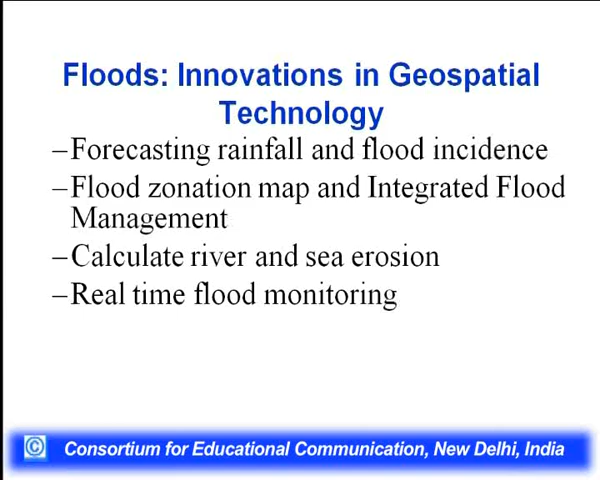 Floods: Innovations in Geospatial
Technology
–Forecasting rainfall and flood incidence
–Flood zonation map and Integrated Flood
Management
–Calculate river and sea erosion
–Real time flood monitoring
© Consortium for Educational Communication, New Delhi, India